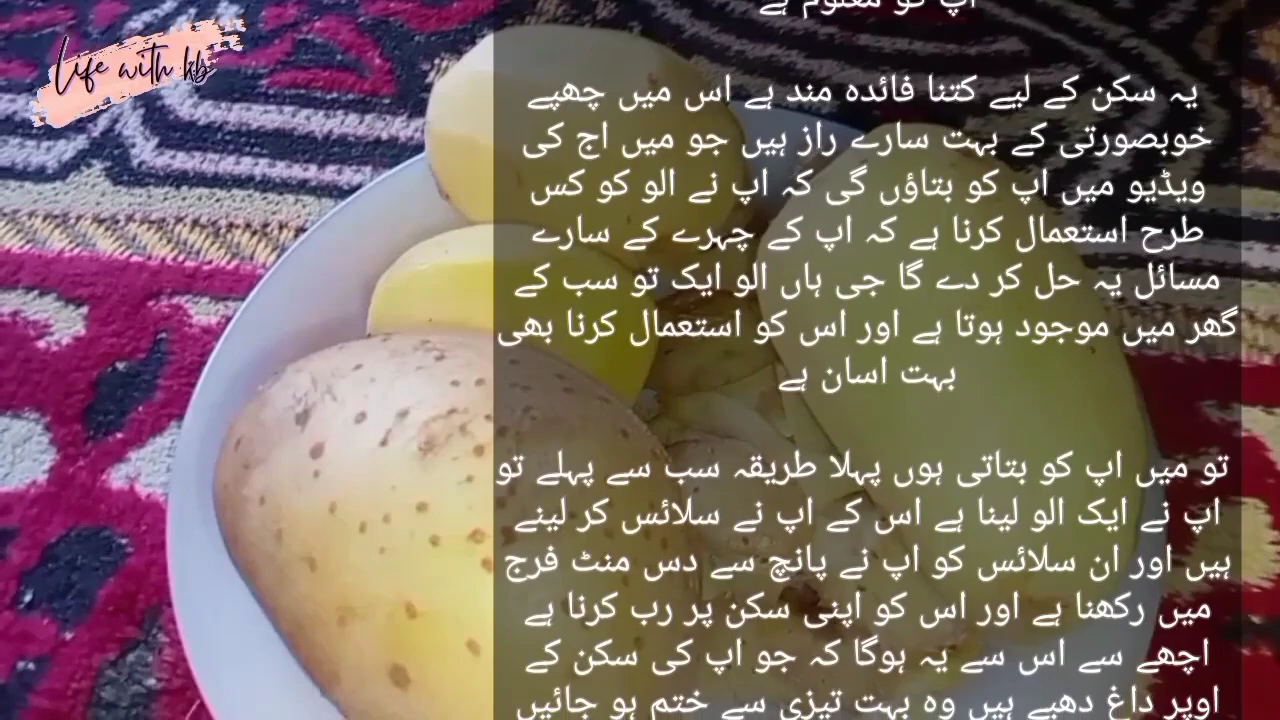 Life with kb
اپ کو معلوم ہے
یہ سکن کے لیے کتنا فائدہ مند ہے اس میں چھپے
خوبصورتی کے بہت سارے راز ہیں جو میں اج کی
ویڈیو میں اپ کو بتاؤں گی کہ اپ نے الو کو کس
طرح استعمال کرنا ہے کہ اپ کے چہرے کے سارے
مسائل یہ حل کر دے گا جی ہاں الو ایک تو سب کے
گھر میں موجود ہوتا ہے اور اس کو استعمال کرنا بھی
بہت اسان ہے
تو میں اپ کو بتاتی ہوں پہلا طریقہ سب سے پہلے تو
اپ نے ایک الو لینا ہے اس کے اپ نے سلائس کر لینے
ہیں اور ان سلائس کو اپ نے پانچ سے دس منٹ فرج
میں رکھنا ہے اور اس کو اپنی سکن پر رب کرنا ہے
اچھے سے اس سے یہ ہوگا کہ جو اپ کی سکن کے
اوپر داغ دھبے ہیں وہ بہت تیزی سے ختم ہو جائیں